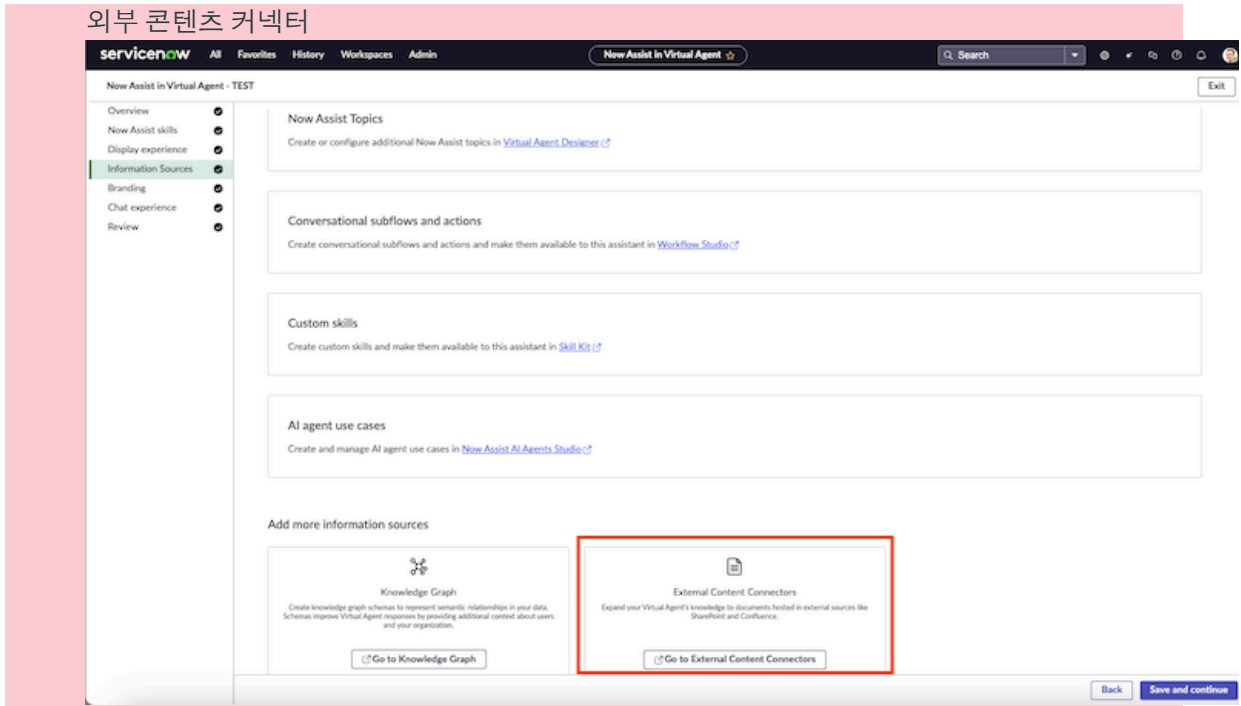 외부 콘텐츠 커넥터
servicenow All Favorites History Workspaces Admin Now Assist in Virtual Agent Search
Now Assist in Virtual Agent - TEST Exit
Overview
Now Assist skills
Display experience
Information Sources
Branding
Chat experience
Review
Now Assist Topics
Create or configure additional Now Assist topics in Virtual Agent Designer
Conversational subflows and actions
Create conversational subflows and actions and make them available to this assistant in Workflow Studio
Custom skills
Create custom skills and make them available to this assistant in Skill Kit
AI agent use cases
Create and manage AI agent use cases in Now Assist AI Agents Studio
Add more information sources
Knowledge Graph
Create knowledge graph schemas to represent semantic relationships in your data.
Schemas improve Virtual Agent responses by providing additional context about users
and your organization.
Go to Knowledge Graph
External Content Connectors
Expand your Virtual Agent's knowledge to documents hosted in external sources like
SharePoint and Confluence.
Go to External Content Connectors
Back Save and continue